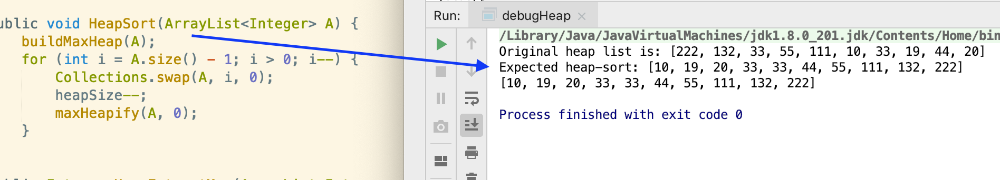 ublic void HeapSort(ArrayList<Integer> A) {
buildMaxHeap(A);
for (int i = A.size() - 1; i > 0; i--) {
Collections.swap(A, i, 0);
heapSize--;
maxHeapify(A, 0);
}
Run: debugHeap
/Library/Java/JavaVirtualMachines/jdk1.8.0_201.jdk/Contents/Home/bin
Original heap list is: [222, 132, 33, 55, 111, 10, 33, 19, 44, 20]
Expected heap-sort: [10, 19, 20, 33, 33, 44, 55, 111, 132, 222]
[10, 19, 20, 33, 33, 44, 55, 111, 132, 222]
Process finished with exit code 0